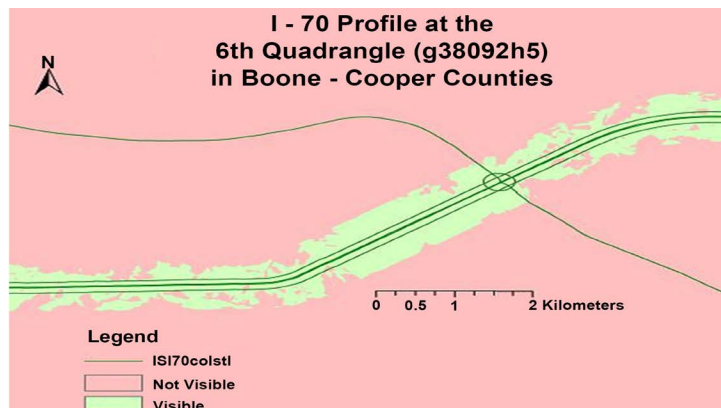 I - 70 Profile at the
6th Quadrangle (g38092h5)
in Boone - Cooper Counties
N
0 0.5 1 2 Kilometers
Legend
ISI70colstl
Not Visible
Visible